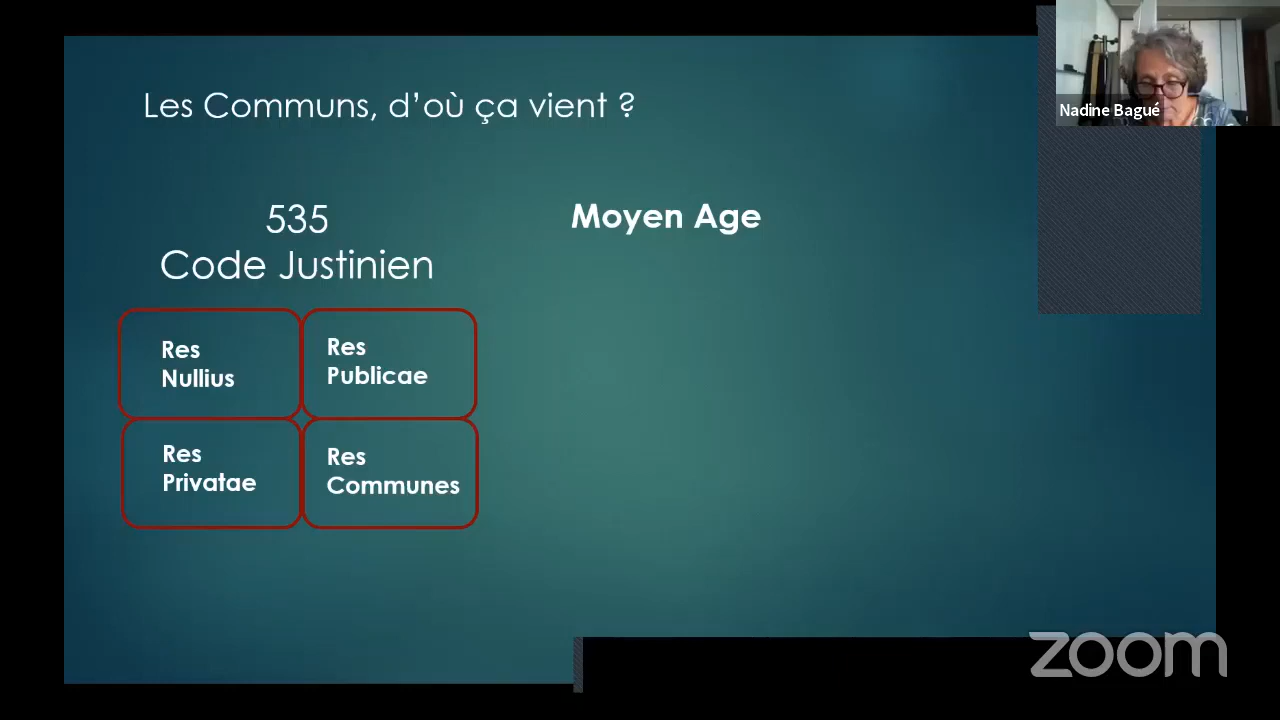 Les Communs, d'où ça vient ?
535
Code Justinien
Moyen Age
Res
Nullius
Res
Publicae
Res
Privatae
Res
Communes
Nadine Bagué
zoom